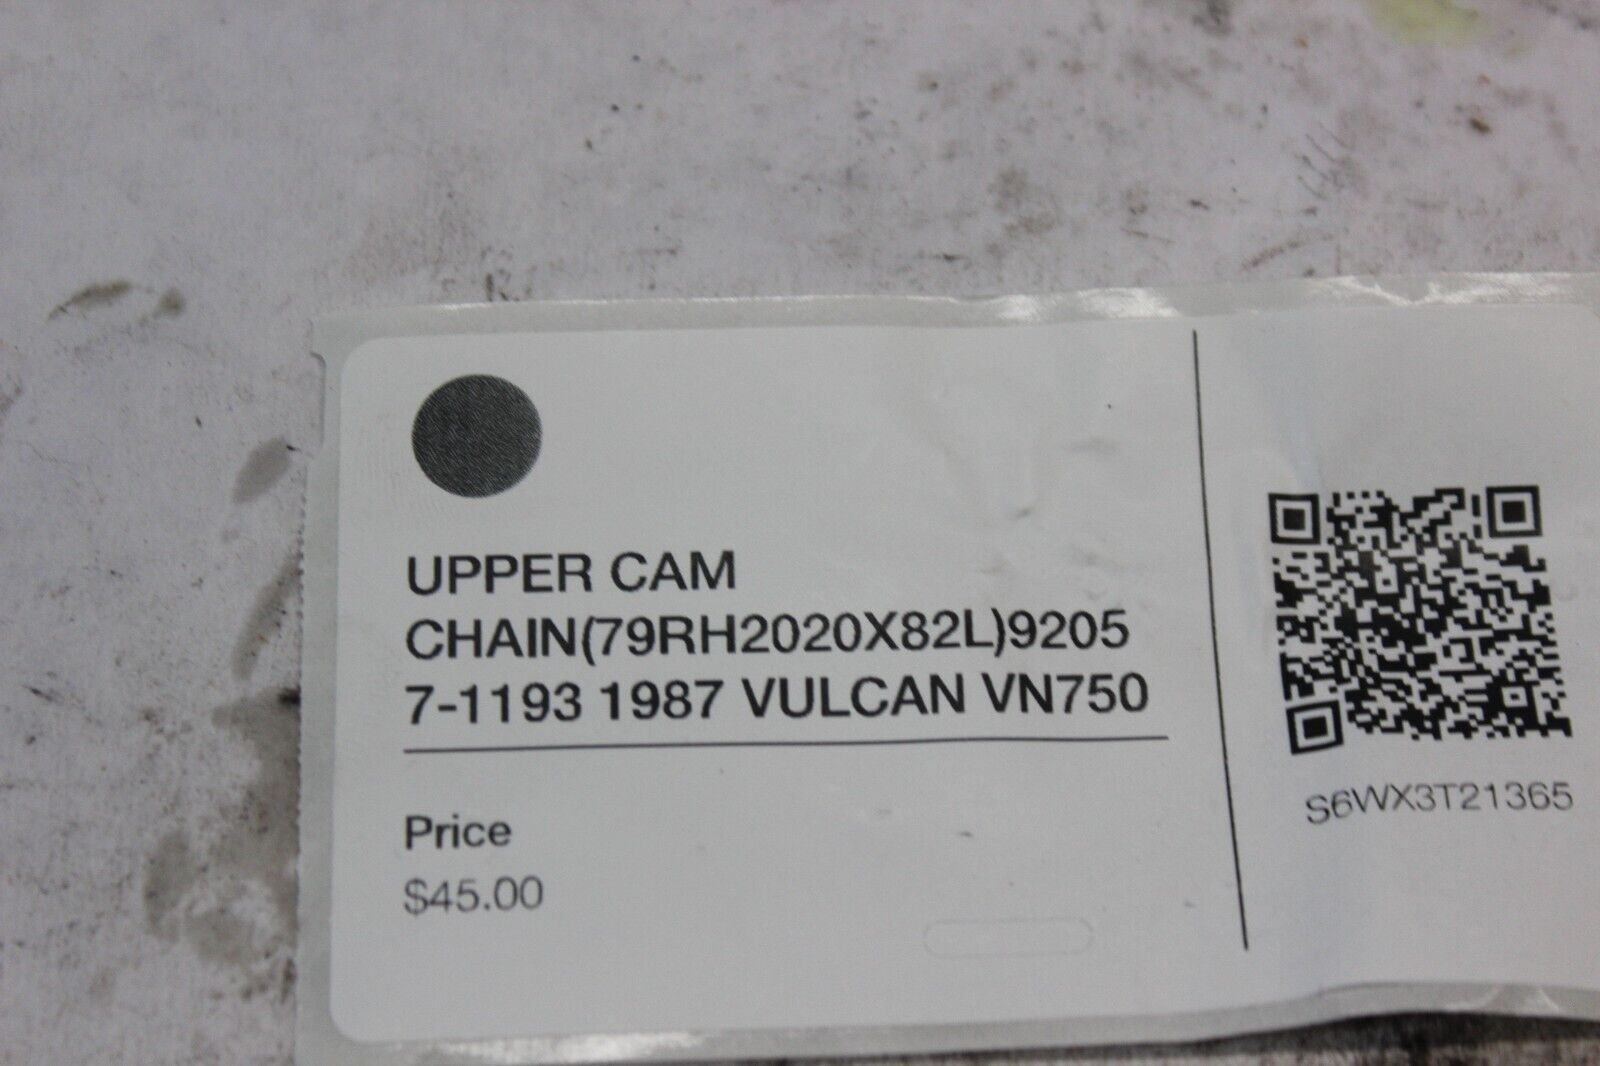 UPPER CAM
CHAIN(79RH2020X82L)9205
7-1193 1987 VULCAN VN750
Price
$45.00
S6WX3T21365